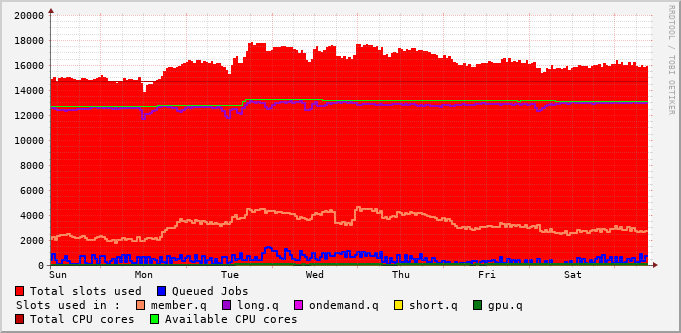 RRDTOOL / TOBI OETIKER
20000
18000
16000
14000
12000
10000
8000
6000
4000
2000
0
Sun Mon Tue Wed Thu Fri Sat
Total slots used Queued Jobs
Slots used in : member.q long.q ondemand.q short.q gpu.q
Total CPU cores Available CPU cores